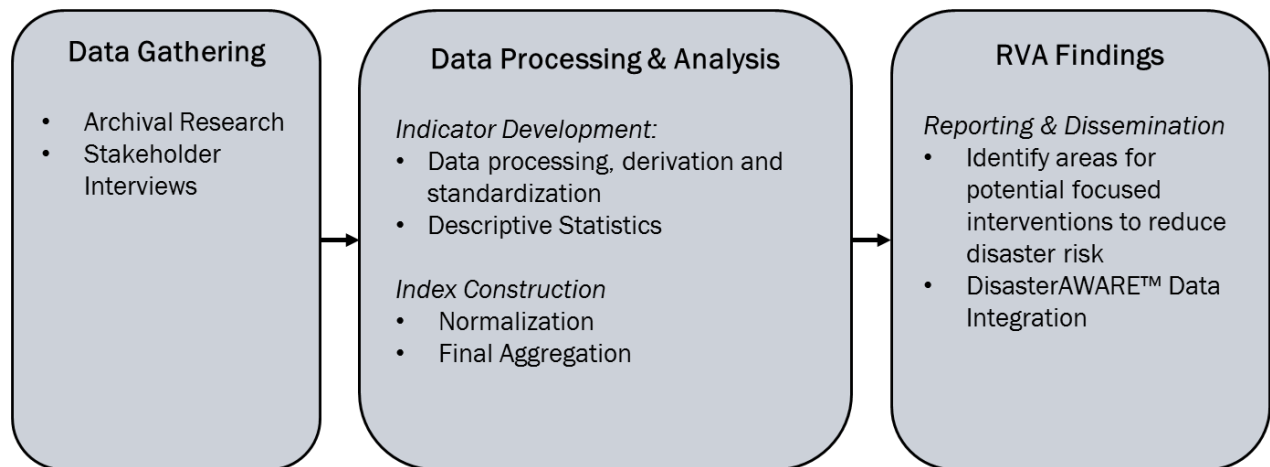 Data Gathering
• Archival Research
• Stakeholder
Interviews
Data Processing & Analysis
Indicator Development:
• Data processing, derivation and
standardization
• Descriptive Statistics
Index Construction
• Normalization
• Final Aggregation
RVA Findings
Reporting & Dissemination
• Identify areas for
potential focused
interventions to reduce
disaster risk
• DisasterAWARE™ Data
Integration